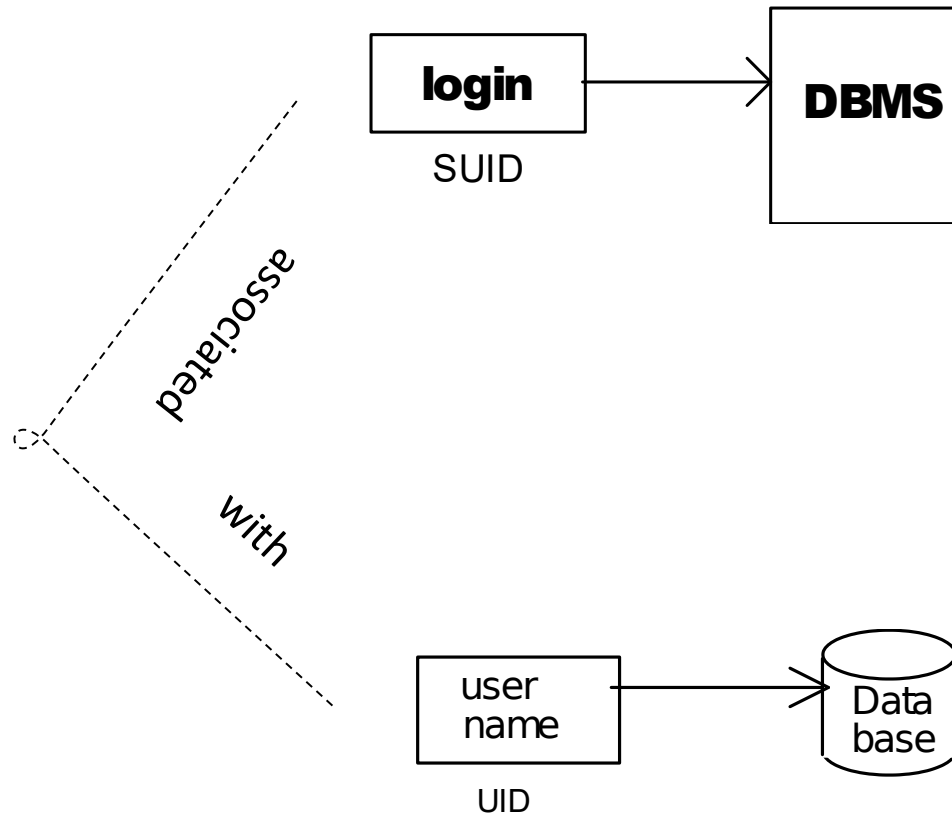 login
DBMS
SUID
associated
with
user
name
Data
base
UID